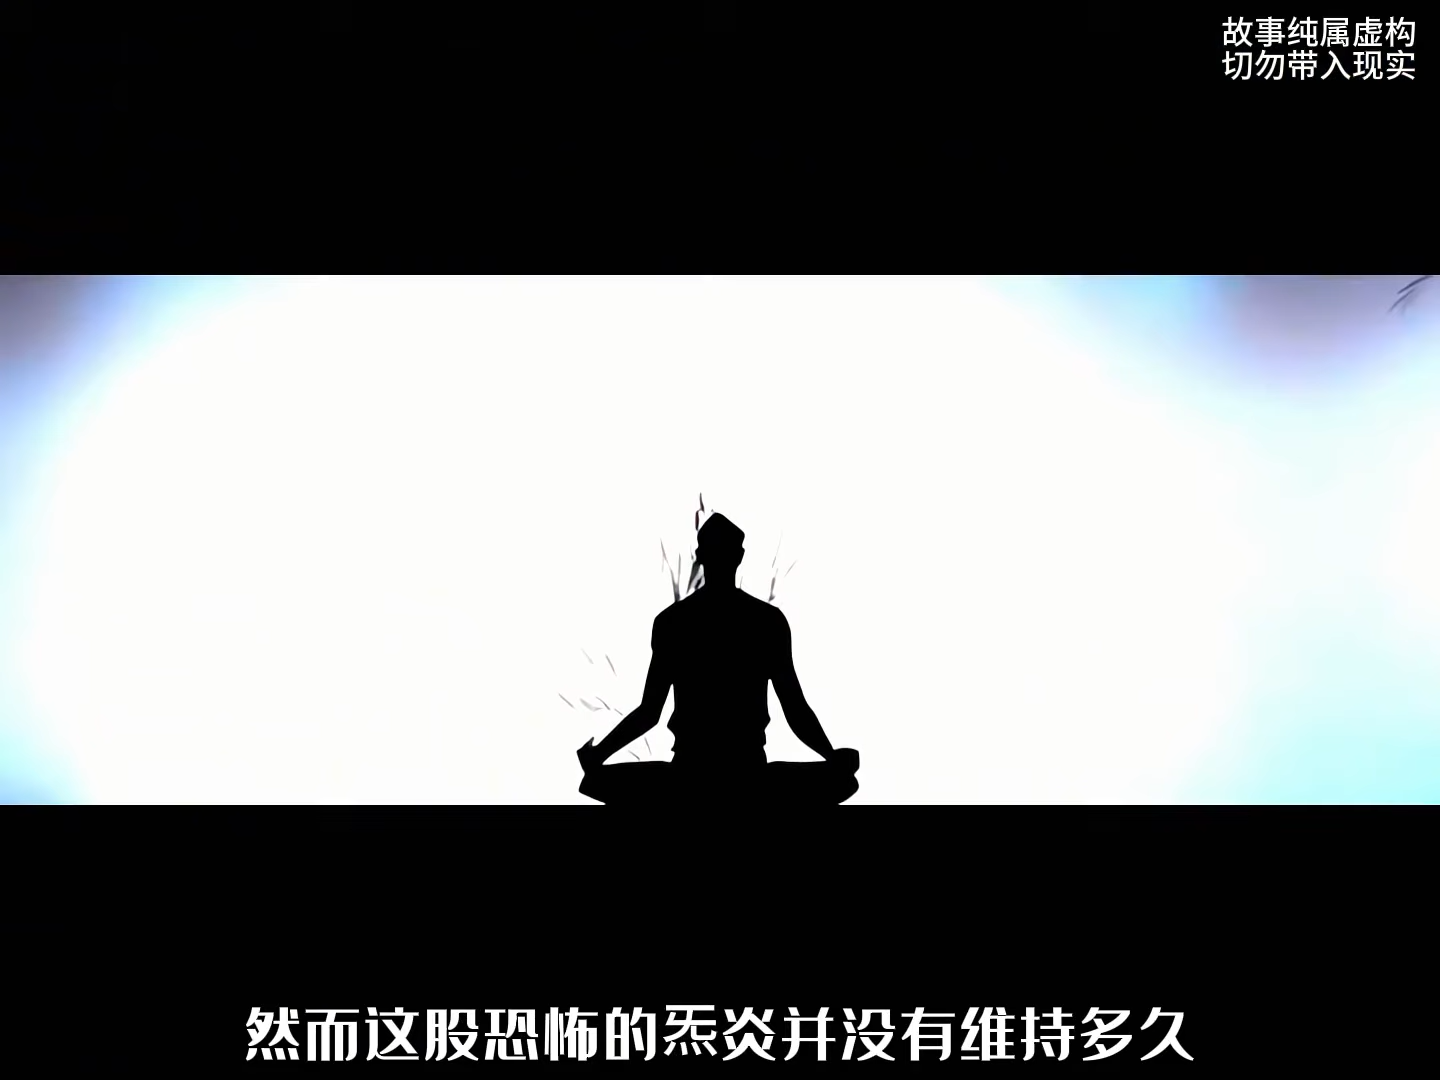 故事纯属虚构
切勿带入现实
然而这股恐怖的炁炎并没有维持多久